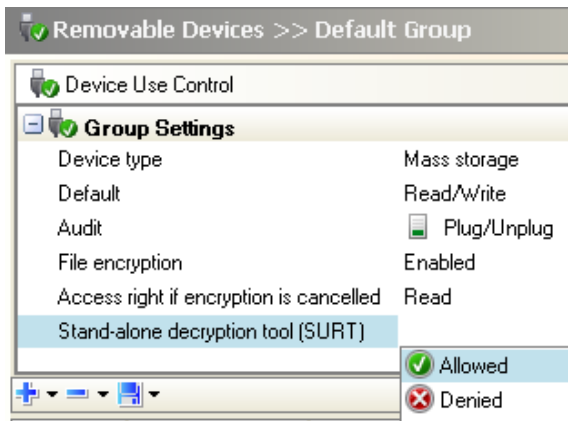 Removable Devices >> Default Group
Device Use Control
Group Settings
Device type Mass storage
Default Read/Write
Audit Plug/Unplug
File encryption Enabled
Access right if encryption is cancelled Read
Stand-alone decryption tool (SURT)
Allowed
Denied